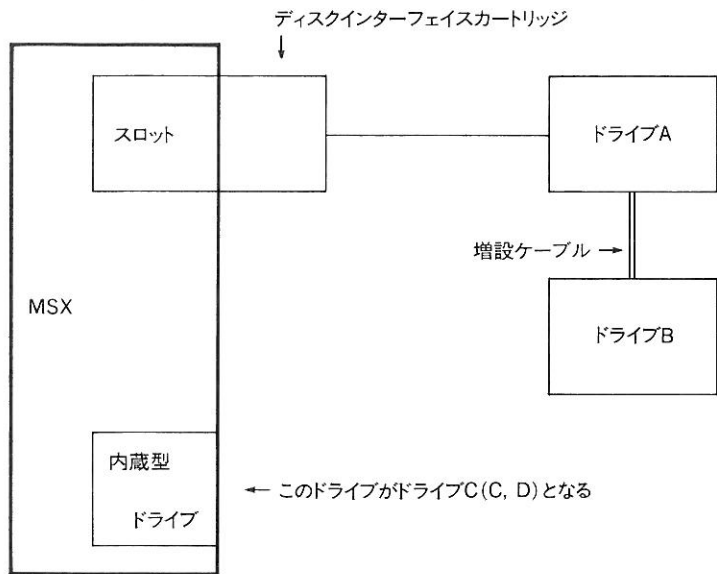 ディスクインターフェイスカートリッジ
↓
スロット
ドライブA
増設ケーブル→
MSX
ドライブB
内蔵型
ドライブ
←このドライブがドライブC(C, D)となる